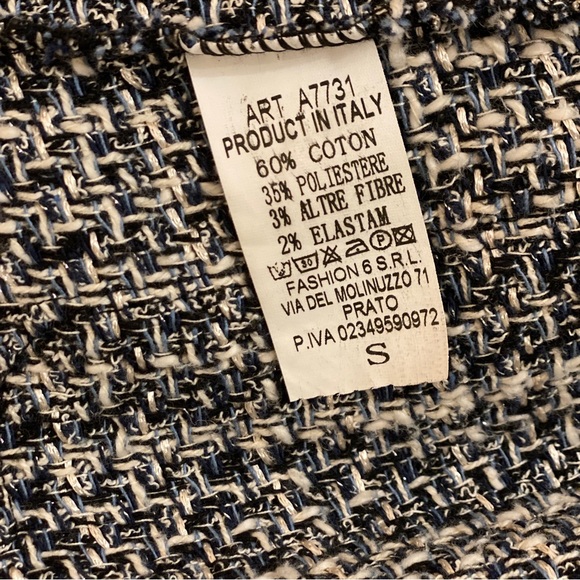 ART A7731
PRODUCT IN ITALY
60% COTON
35% POLIESTERE
3% ALTRE FIBRE
2% ELASTAM
FASHION 6 S.R.L.
VIA DEL MOLINUZZO 71
PRATO
P.IVA 02349590972
S